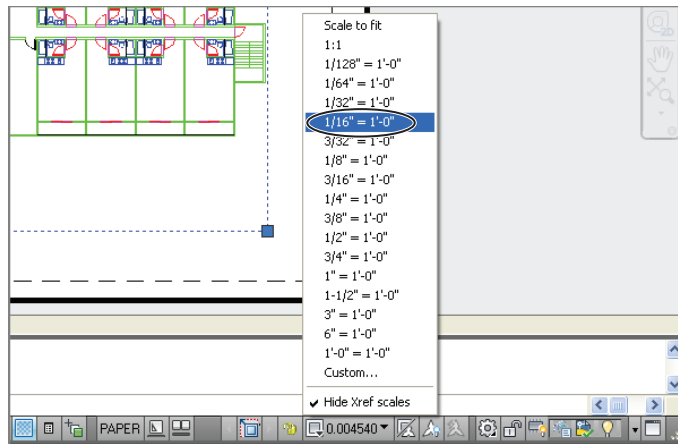 Scale to fit
1:1
1/128" = 1'-0"
1/64" = 1'-0"
1/32" = 1'-0"
1/16" = 1'-0"
3/32" = 1'-0"
1/8" = 1'-0"
3/16" = 1'-0"
1/4" = 1'-0"
3/8" = 1'-0"
1/2" = 1'-0"
3/4" = 1'-0"
1" = 1'-0"
1-1/2" = 1'-0"
3" = 1'-0"
6" = 1'-0"
1'-0" = 1'-0"
Custom...
Hide Xref scales
PAPER 0.004540
2D